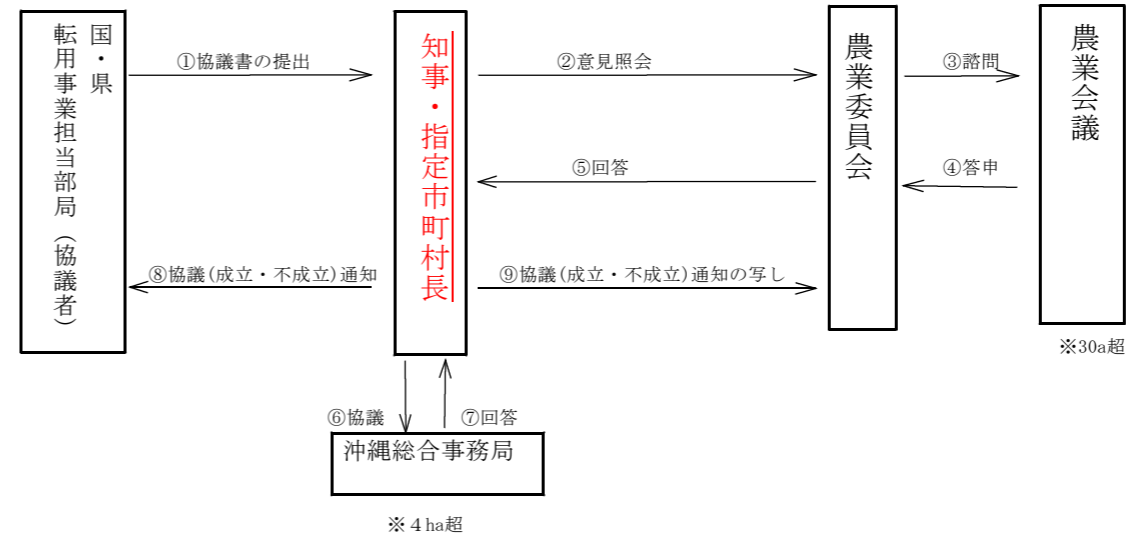 国・県
転用事業担当部局（協議者）
①協議書の提出
知事・指定市町村長
②意見照会
農業委員会
③諮問
農業会議
⑤回答
④答申
⑧協議(成立・不成立)通知
⑨協議(成立・不成立)通知の写し
※30a超
⑥協議
⑦回答
沖縄総合事務局
※４ha超